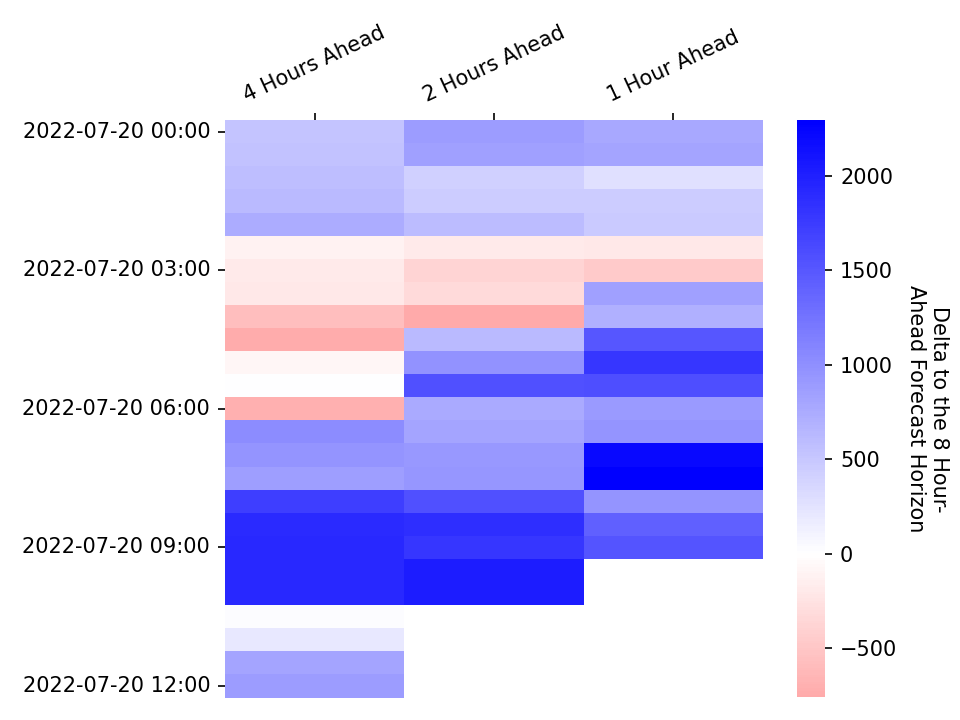 4 Hours Ahead
2 Hours Ahead
1 Hour Ahead
2022-07-20 00:00
2022-07-20 03:00
2022-07-20 06:00
2022-07-20 09:00
2022-07-20 12:00
2000
1500
1000
500
0
−500
Delta to the 8 Hour-
Ahead Forecast Horizon